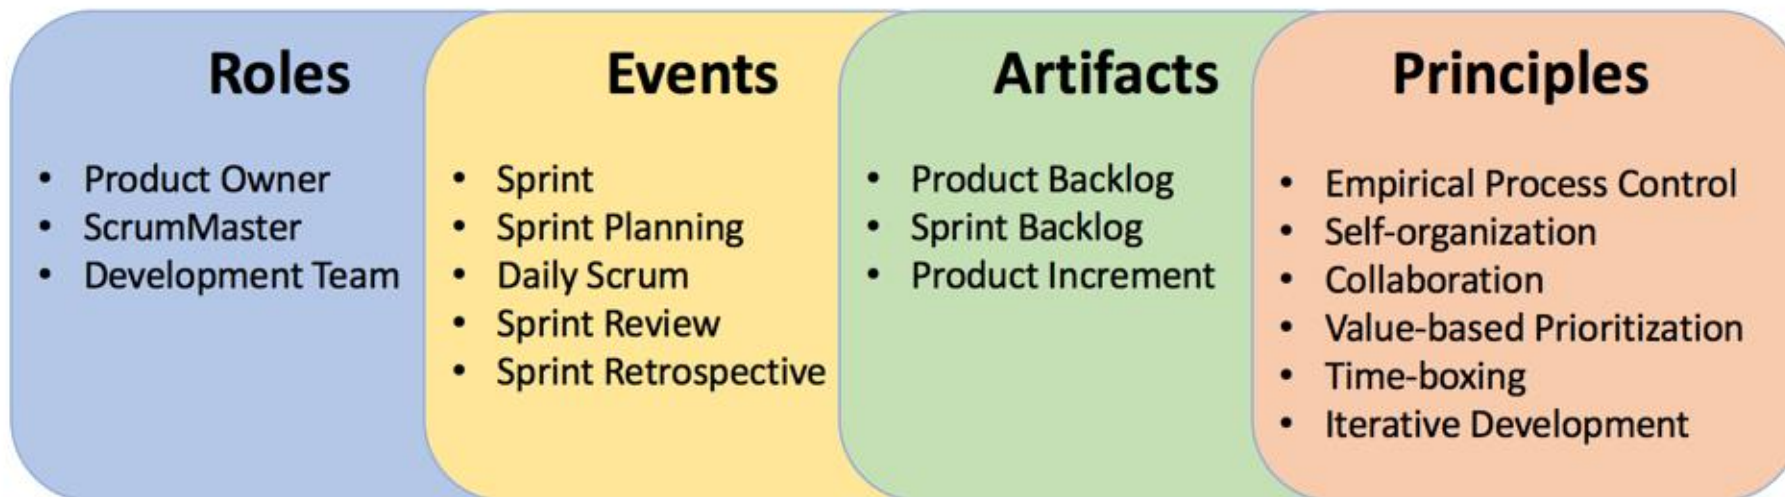 Roles
• Product Owner
• ScrumMaster
• Development Team
Events
• Sprint
• Sprint Planning
• Daily Scrum
• Sprint Review
• Sprint Retrospective
Artifacts
• Product Backlog
• Sprint Backlog
• Product Increment
Principles
• Empirical Process Control
• Self-organization
• Collaboration
• Value-based Prioritization
• Time-boxing
• Iterative Development